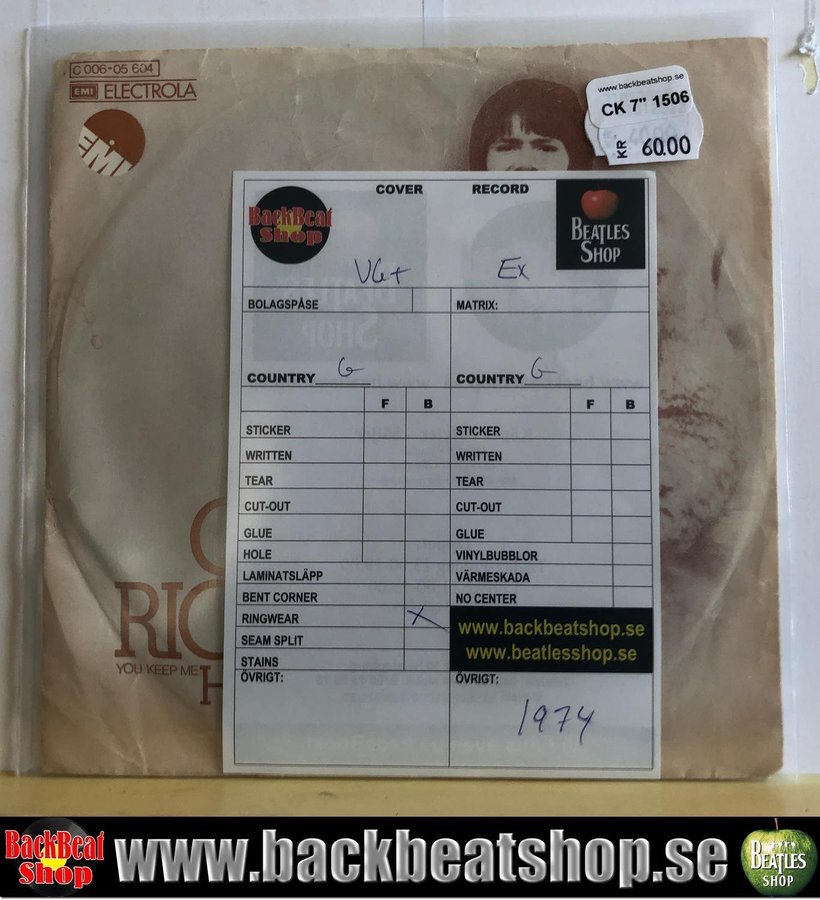 C 006-05 604
EMI ELECTROLA
EMI
www.backbeatshop.se
CK 7" 1506
KR 60.00
COVER RECORD
BackBeat
Shop
BEATLES
SHOP
VG+ Ex
BOLAGSPÅSE MATRIX:
COUNTRY G COUNTRY G
F B F B
STICKER STICKER
WRITTEN WRITTEN
TEAR TEAR
CUT-OUT CUT-OUT
GLUE GLUE
HOLE VINYLBUBBLOR
LAMINATSLÄPP VÄRMESKADA
BENT CORNER NO CENTER
RINGWEAR X
www.backbeatshop.se
SEAM SPLIT
www.beatlesshop.se
STAINS
ÖVRIGT: ÖVRIGT:
1974
RIC
YOU KEEP ME H
BackBeat
Shop
www.backbeatshop.se
BEATLES
SHOP